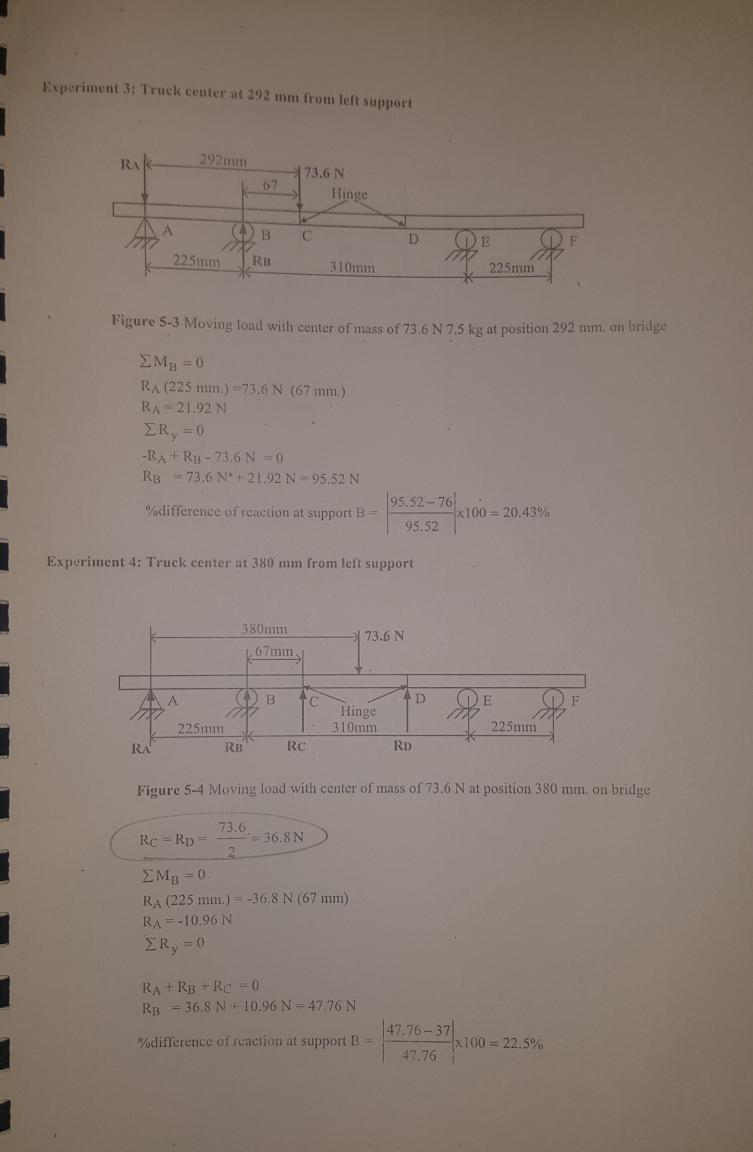 Experiment 3: Truck center at 292 mm from left support
RA
292mm
73.6 N
67
Hinge
A
B
C
D
E
F
225mm
RB
310mm
225mm
Figure 5-3 Moving load with center of mass of 73.6 N 7.5 kg at position 292 mm. on bridge
ΣMB = 0
RA (225 mm.) =73.6 N (67 mm.)
RA = 21.92 N
ΣRy = 0
-RA + RB - 73.6 N = 0
RB = 73.6 N + 21.92 N = 95.52 N
%difference of reaction at support B = |95.52 – 76 / 95.52| x100 = 20.43%
Experiment 4: Truck center at 380 mm from left support
380mm
73.6 N
67mm
A
B
C
D
E
F
Hinge
225mm
310mm
225mm
RA
RB
RC
RD
Figure 5-4 Moving load with center of mass of 73.6 N at position 380 mm. on bridge
RC = RD = 73.6 / 2 = 36.8 N
ΣMB = 0
RA (225 mm.) = -36.8 N (67 mm)
RA = -10.96 N
ΣRy = 0
RA + RB + RC = 0
RB = 36.8 N + 10.96 N = 47.76 N
%difference of reaction at support B = |47.76 – 37 / 47.76| x100 = 22.5%